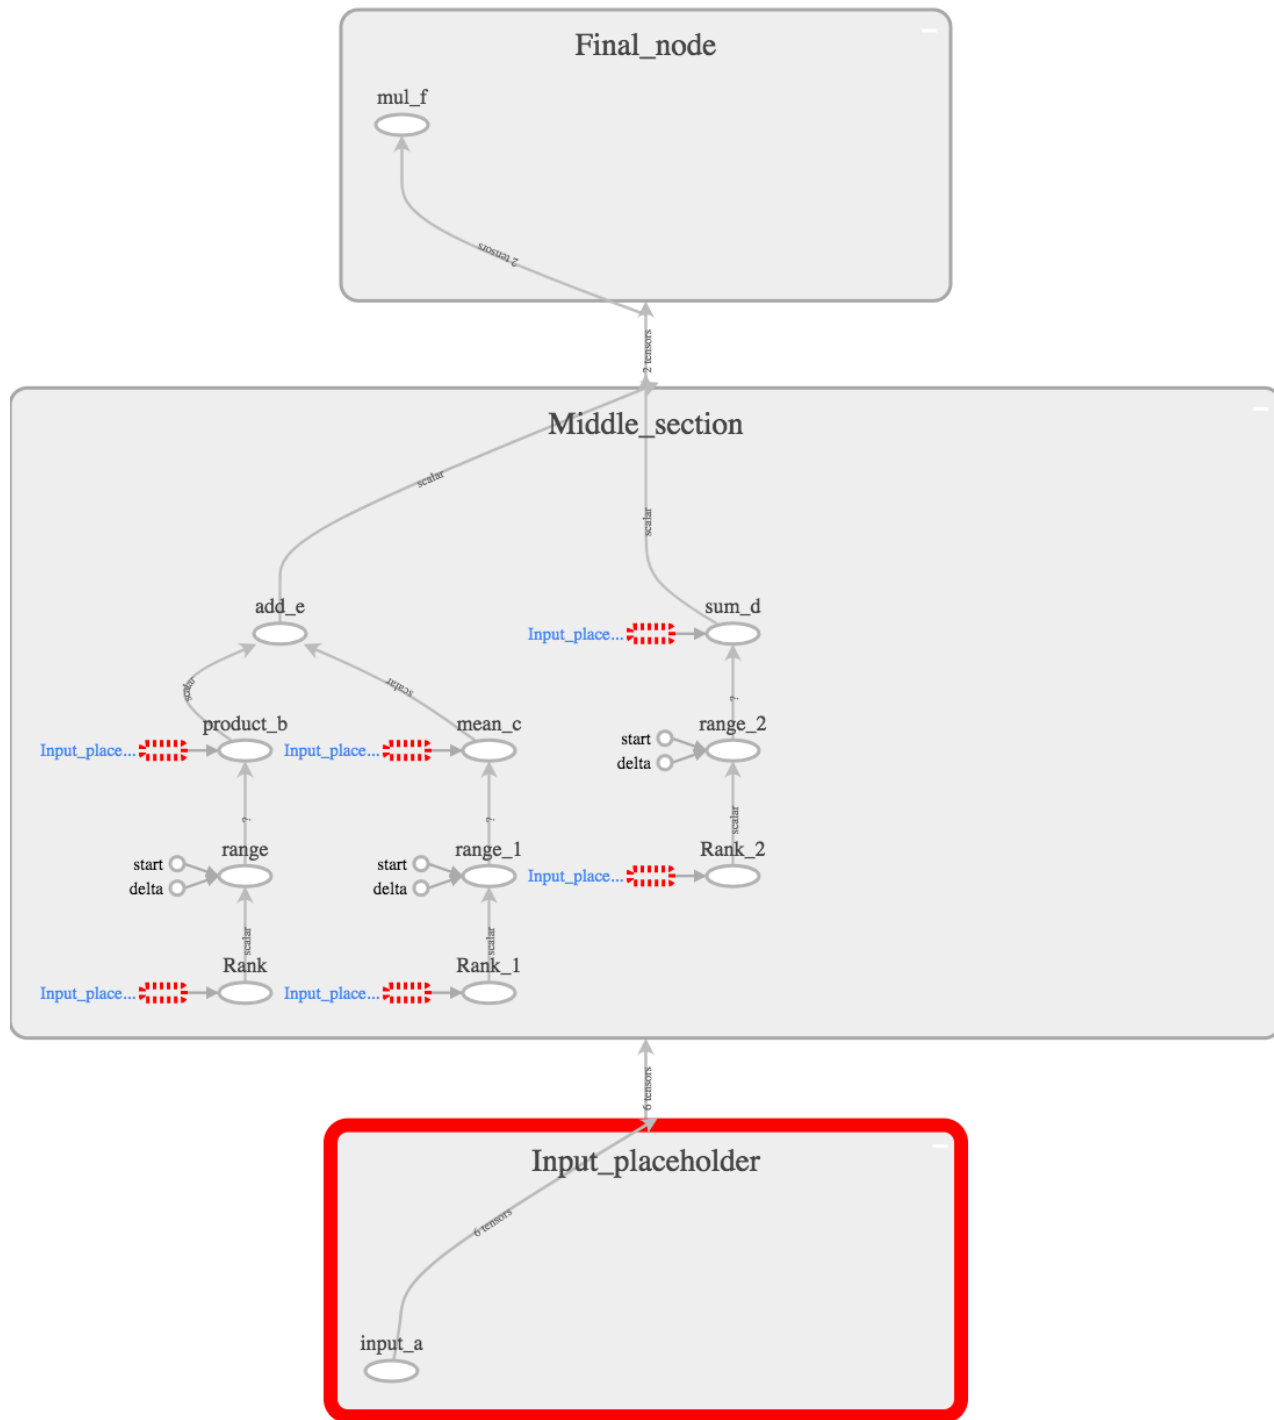 Final_node
mul_f
2 tensors
2 tensors
Middle_section
scalar
scalar
add_e
sum_d
Input_place...
scalar
scalar
?
product_b
mean_c
range_2
Input_place...
Input_place...
start
delta
?
?
scalar
range
range_1
Rank_2
start
delta
start
delta
Input_place...
scalar
scalar
Rank
Rank_1
Input_place...
Input_place...
6 tensors
Input_placeholder
6 tensors
input_a